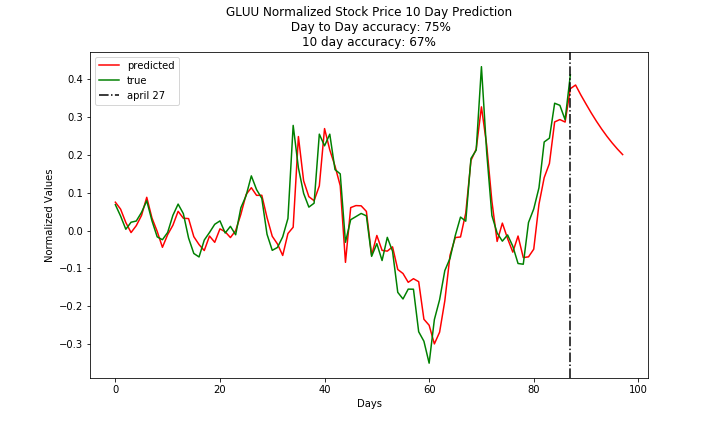 GLUU Normalized Stock Price 10 Day Prediction
Day to Day accuracy: 75%
10 day accuracy: 67%
predicted
true
april 27
Normalized Values
0.4
0.3
0.2
0.1
0.0
−0.1
−0.2
−0.3
0 20 40 60 80 100
Days